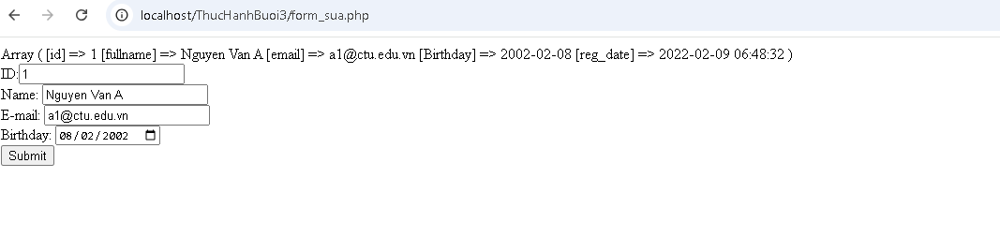 localhost/ThucHanhBuoi3/form_sua.php
Array ( [id] => 1 [fullname] => Nguyen Van A [email] => a1@ctu.edu.vn [Birthday] => 2002-02-08 [reg_date] => 2022-02-09 06:48:32 )
ID: 1
Name: Nguyen Van A
E-mail: a1@ctu.edu.vn
Birthday: 08/02/2002
Submit